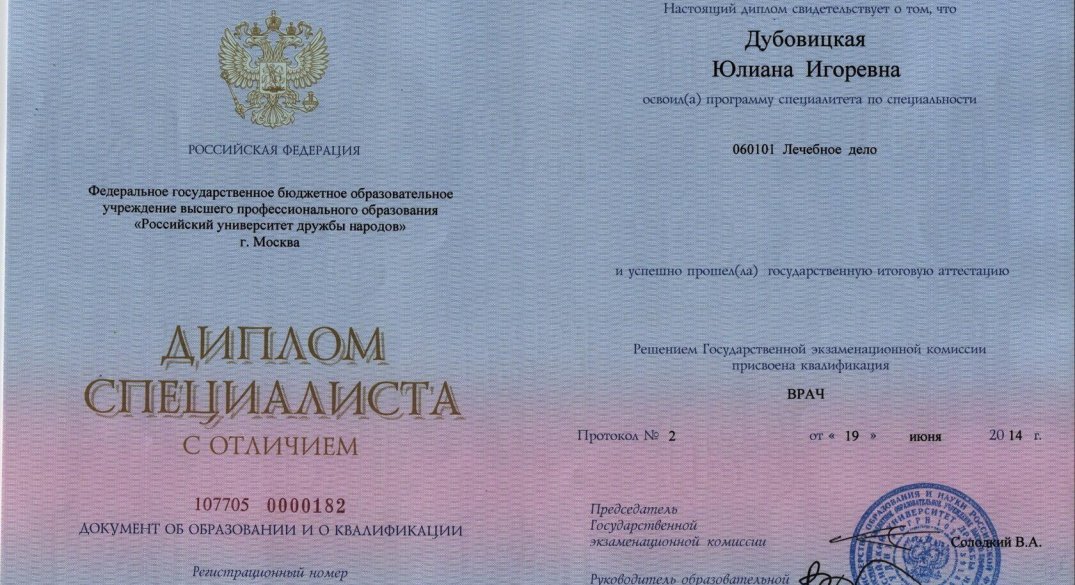 РОССИЙСКАЯ ФЕДЕРАЦИЯ
Федеральное государственное бюджетное образовательное
учреждение высшего профессионального образования
«Российский университет дружбы народов»
г. Москва
ДИПЛОМ
СПЕЦИАЛИСТА
С ОТЛИЧИЕМ
107705 0000182
ДОКУМЕНТ ОБ ОБРАЗОВАНИИ И О КВАЛИФИКАЦИИ
Регистрационный номер
Настоящий диплом свидетельствует о том, что
Дубовицкая
Юлиана Игоревна
освоил(а) программу специалитета по специальности
060101 Лечебное дело
и успешно прошел(ла) государственную итоговую аттестацию
Решением Государственной экзаменационной комиссии
присвоена квалификация
ВРАЧ
Протокол № 2 от « 19 » июня 2014 г.
Председатель
Государственной
экзаменационной комиссии
Солодкий В.А.
Руководитель образовательной